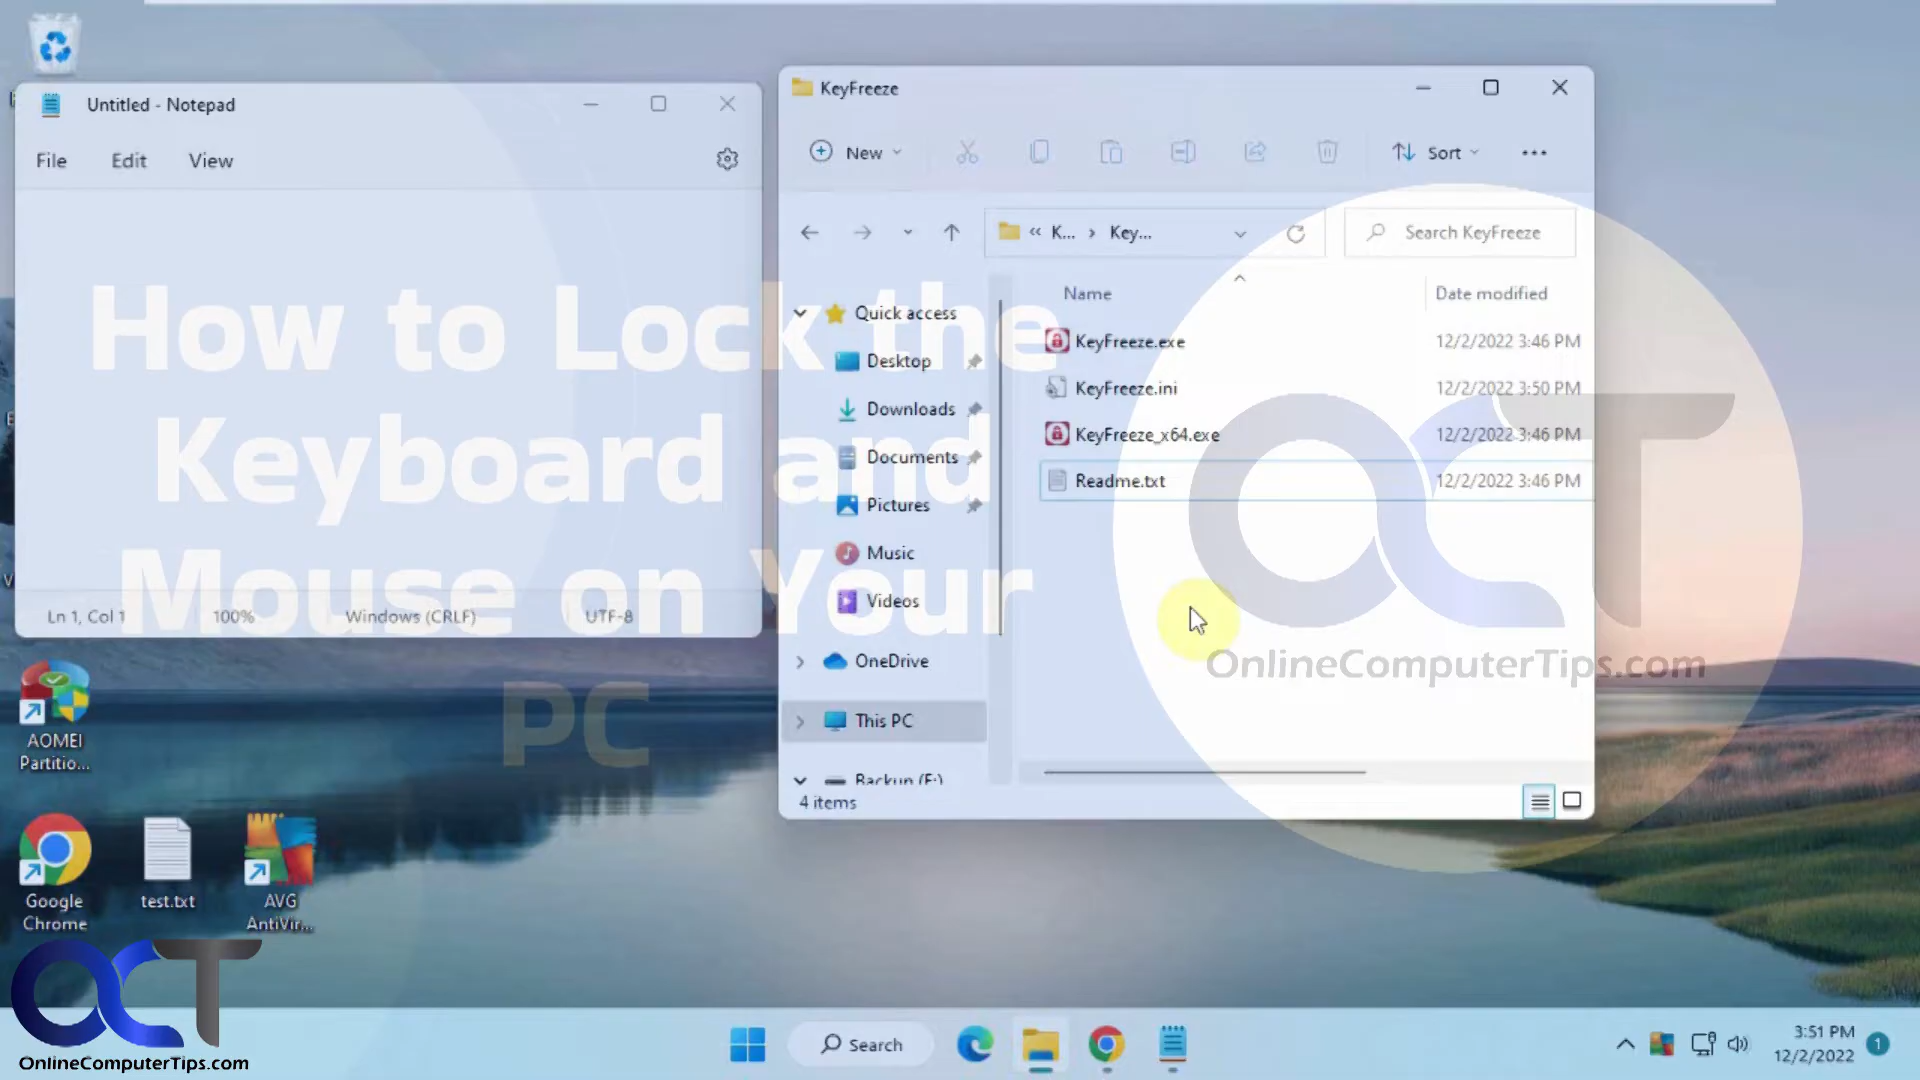 Untitled - Notepad
File Edit View
Ln 1, Col 1 100% Windows (CRLF) UTF-8
How to Lock the
Keyboard and
Mouse on Your
PC
KeyFreeze
New Sort
« K... › Key... Search KeyFreeze
Name Date modified
KeyFreeze.exe 12/2/2022 3:46 PM
KeyFreeze.ini 12/2/2022 3:50 PM
KeyFreeze_x64.exe 12/2/2022 3:46 PM
Readme.txt 12/2/2022 3:46 PM
Quick access
Desktop
Downloads
Documents
Pictures
Music
Videos
OneDrive
This PC
Backup (E:)
4 items
OCT
OnlineComputerTips.com
AOMEI
Partitio...
Google
Chrome
test.txt
AVG
AntiVir...
OCT
OnlineComputerTips.com
Search
3:51 PM
12/2/2022
1